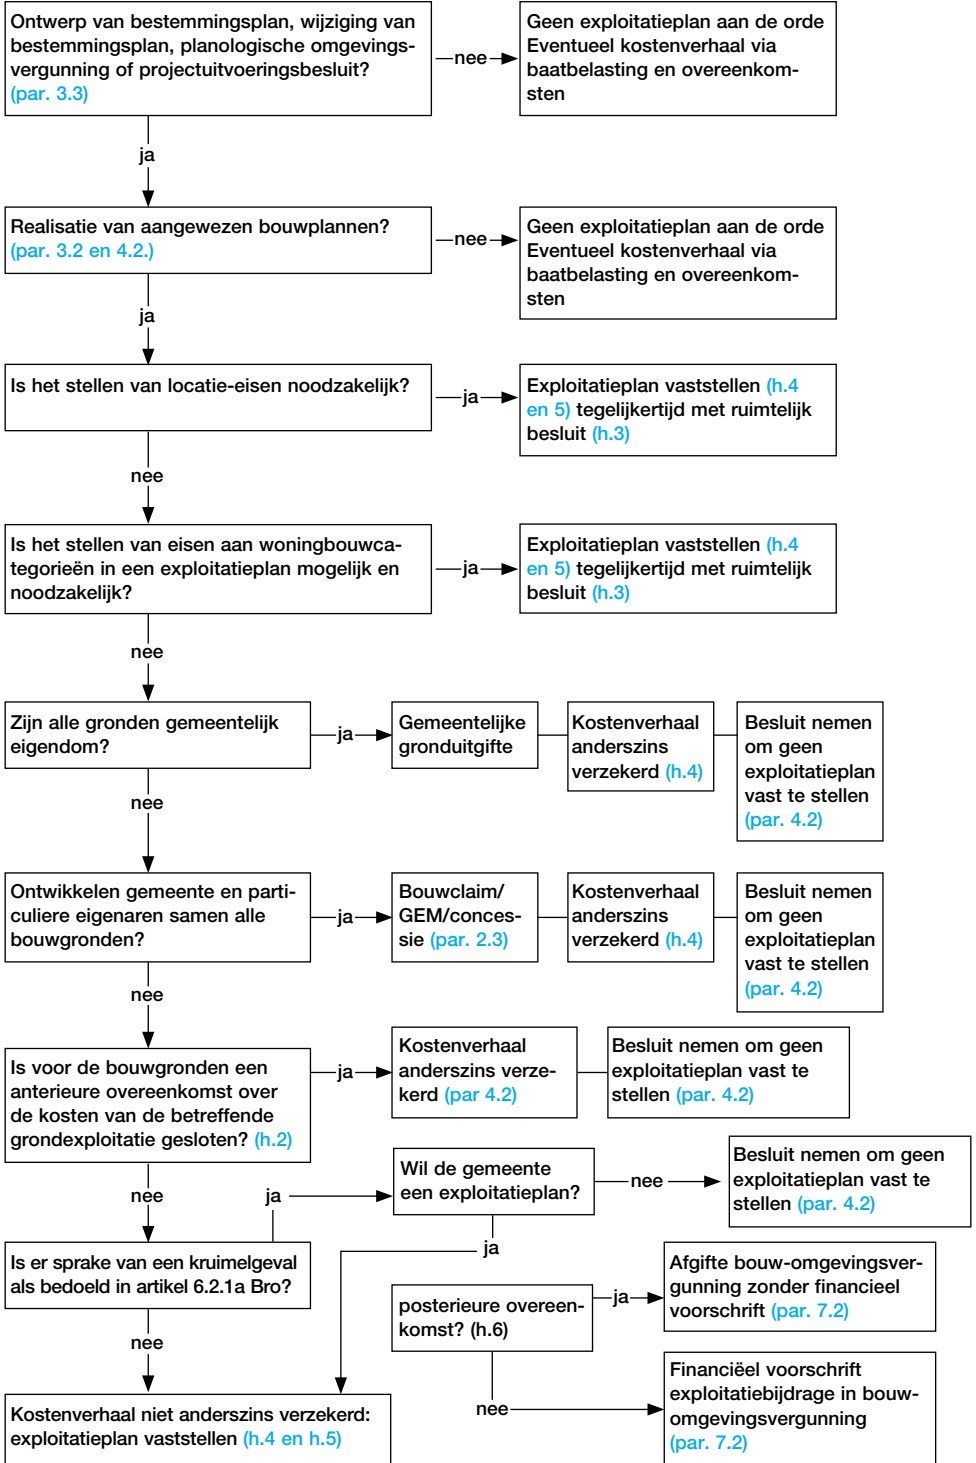 Ontwerp van bestemmingsplan, wijziging van
bestemmingsplan, planologische omgevings-
vergunning of projectuitvoeringsbesluit?
(par. 3.3)
nee
Geen exploitatieplan aan de orde
Eventueel kostenverhaal via
baatbelasting en overeenkom-
sten
ja
Realisatie van aangewezen bouwplannen?
(par. 3.2 en 4.2.)
nee
Geen exploitatieplan aan de orde
Eventueel kostenverhaal via
baatbelasting en overeenkom-
sten
ja
Is het stellen van locatie-eisen noodzakelijk?
ja
Exploitatieplan vaststellen (h.4
en 5) tegelijkertijd met ruimtelijk
besluit (h.3)
nee
Is het stellen van eisen aan woningbouwca-
tegorieën in een exploitatieplan mogelijk en
noodzakelijk?
ja
Exploitatieplan vaststellen (h.4
en 5) tegelijkertijd met ruimtelijk
besluit (h.3)
nee
Zijn alle gronden gemeentelijk
eigendom?
ja
Gemeentelijke
gronduitgifte
Kostenverhaal
anderszins
verzekerd (h.4)
Besluit nemen
om geen
exploitatieplan
vast te stellen
(par. 4.2)
nee
Ontwikkelen gemeente en parti-
culiere eigenaren samen alle
bouwgronden?
ja
Bouwclaim/
GEM/conces-
sie (par. 2.3)
Kostenverhaal
anderszins
verzekerd (h.4)
Besluit nemen
om geen
exploitatieplan
vast te stellen
(par. 4.2)
nee
Is voor de bouwgronden een
anterieure overeenkomst over
de kosten van de betreffende
grondexploitatie gesloten? (h.2)
ja
Kostenverhaal
anderszins verze-
kerd (par 4.2)
Besluit nemen om geen
exploitatieplan vast te
stellen (par. 4.2)
nee
Is er sprake van een kruimelgeval
als bedoeld in artikel 6.2.1a Bro?
ja
Wil de gemeente
een exploitatieplan?
nee
Besluit nemen om geen
exploitatieplan vast te
stellen (par. 4.2)
ja
nee
Kostenverhaal niet anderszins verzekerd:
exploitatieplan vaststellen (h.4 en h.5)
posterieure overeen-
komst? (h.6)
ja
Afgifte bouw-omgevingsver-
gunning zonder financieel
voorschrift (par. 7.2)
nee
Financiëel voorschrift
exploitatiebijdrage in bouw-
omgevingsvergunning
(par. 7.2)